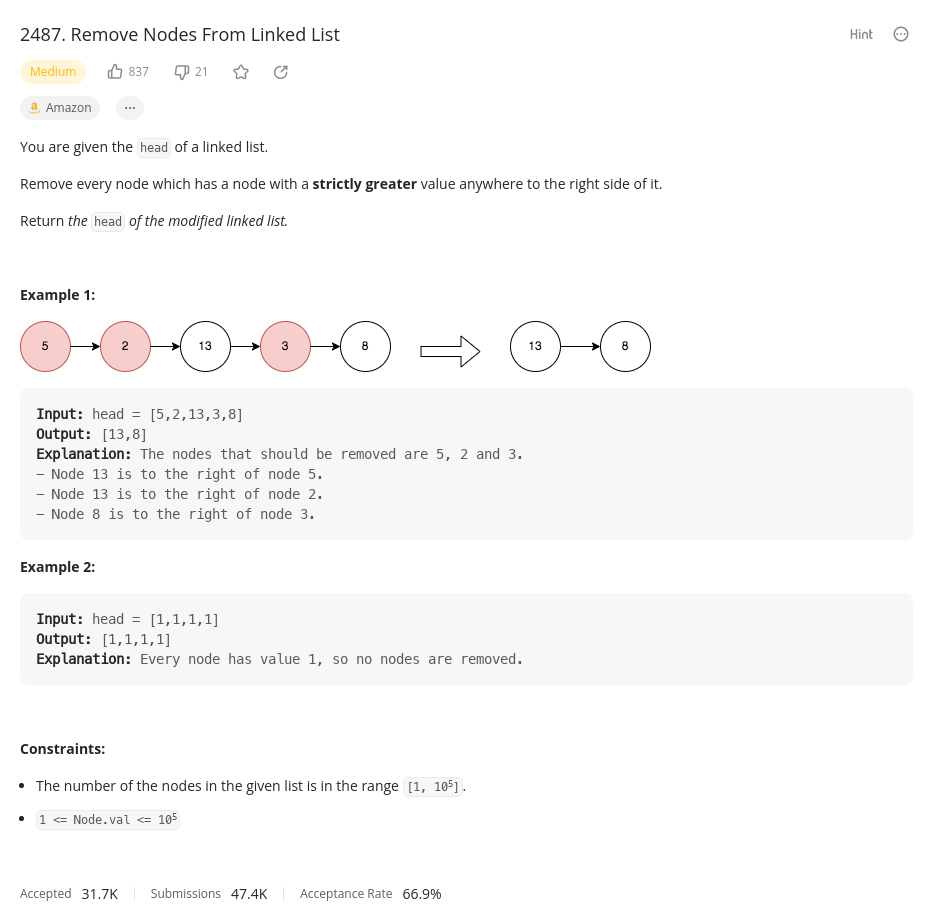 2487. Remove Nodes From Linked List
Hint
Medium
837
21
Amazon
You are given the head of a linked list.
Remove every node which has a node with a strictly greater value anywhere to the right side of it.
Return the head of the modified linked list.
Example 1:
5 2 13 3 8 13 8
Input: head = [5,2,13,3,8]
Output: [13,8]
Explanation: The nodes that should be removed are 5, 2 and 3.
– Node 13 is to the right of node 5.
– Node 13 is to the right of node 2.
– Node 8 is to the right of node 3.
Example 2:
Input: head = [1,1,1,1]
Output: [1,1,1,1]
Explanation: Every node has value 1, so no nodes are removed.
Constraints:
• The number of the nodes in the given list is in the range [1, 10⁵].
• 1 <= Node.val <= 10⁵
Accepted 31.7K Submissions 47.4K Acceptance Rate 66.9%